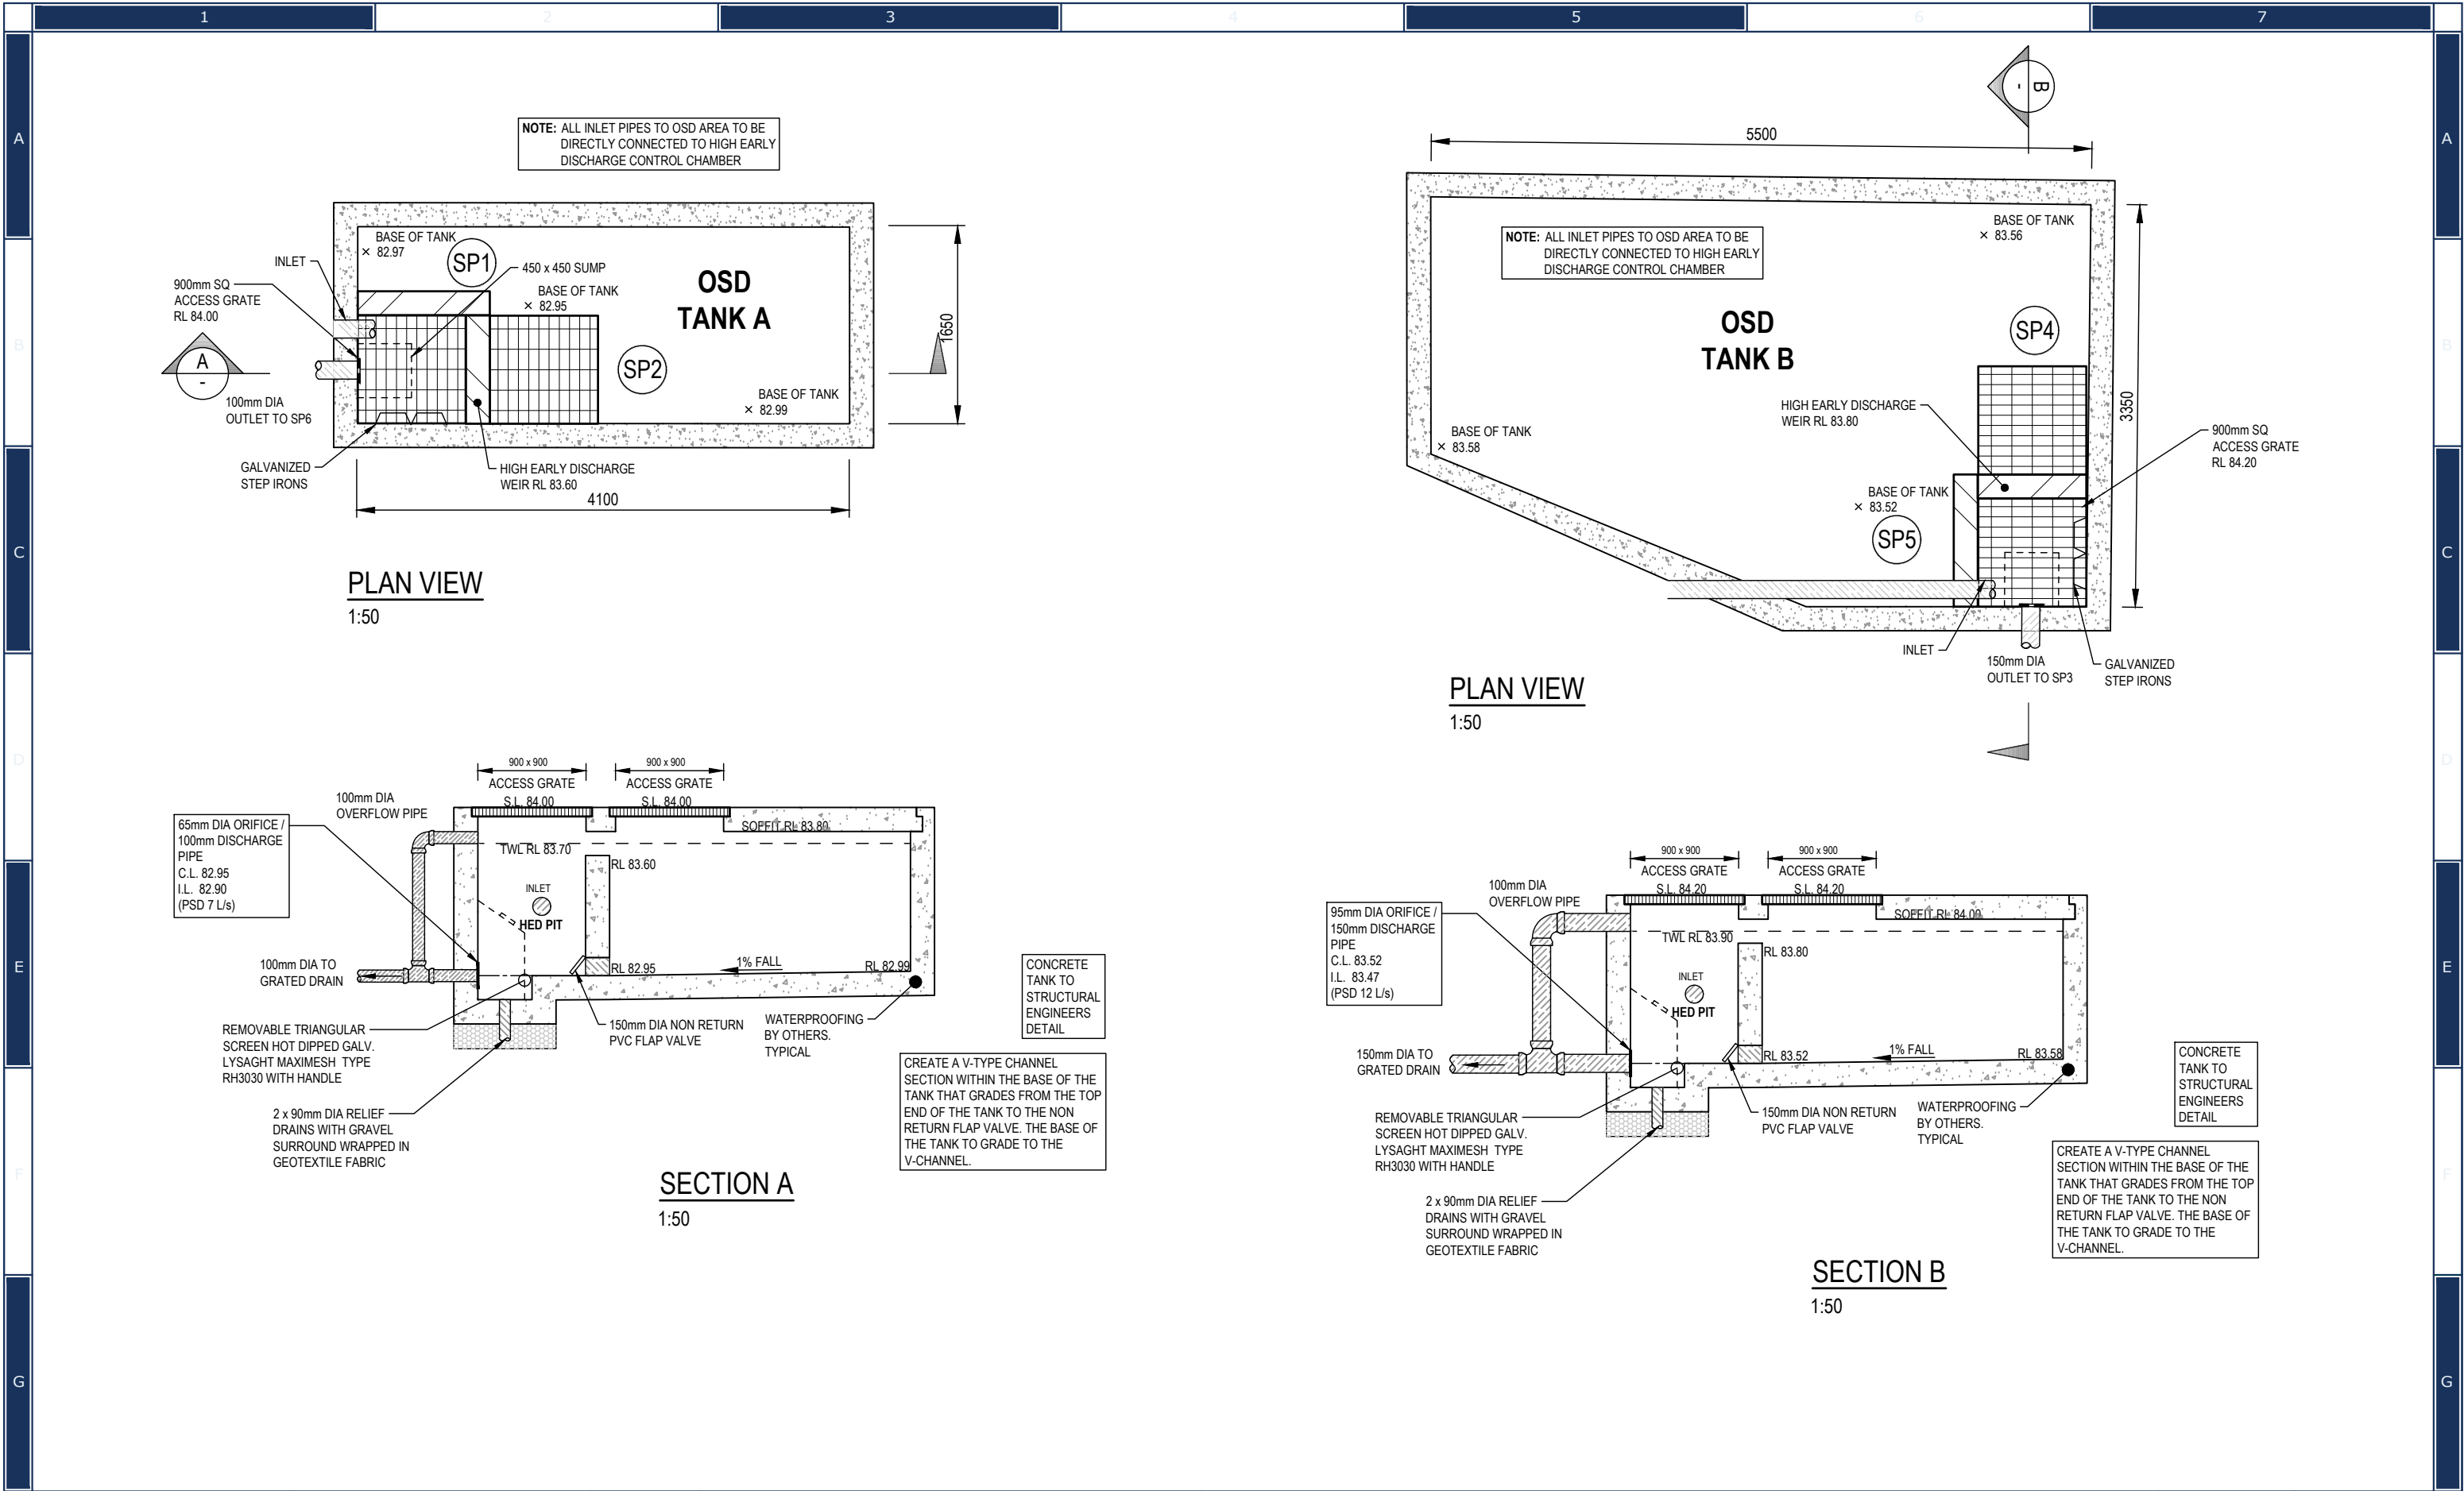 1 2 3 4 5 6 7
A A
B B
C C
D D
E E
F F
G G
NOTE: ALL INLET PIPES TO OSD AREA TO BE
DIRECTLY CONNECTED TO HIGH EARLY
DISCHARGE CONTROL CHAMBER
BASE OF TANK
× 82.97
SP1
INLET
450 x 450 SUMP
900mm SQ
ACCESS GRATE
RL 84.00
BASE OF TANK
× 82.95
OSD
TANK A
1650
A
-
SP2
100mm DIA
OUTLET TO SP6
BASE OF TANK
× 82.99
GALVANIZED
STEP IRONS
HIGH EARLY DISCHARGE
WEIR RL 83.60
4100
PLAN VIEW
1:50
B
-
5500
BASE OF TANK
× 83.56
NOTE: ALL INLET PIPES TO OSD AREA TO BE
DIRECTLY CONNECTED TO HIGH EARLY
DISCHARGE CONTROL CHAMBER
OSD
TANK B
SP4
HIGH EARLY DISCHARGE
WEIR RL 83.80
3350
900mm SQ
ACCESS GRATE
RL 84.20
BASE OF TANK
× 83.58
BASE OF TANK
× 83.52
SP5
INLET
150mm DIA
OUTLET TO SP3
GALVANIZED
STEP IRONS
PLAN VIEW
1:50
900 x 900
ACCESS GRATE
S.L. 84.00
900 x 900
ACCESS GRATE
S.L. 84.00
100mm DIA
OVERFLOW PIPE
65mm DIA ORIFICE /
100mm DISCHARGE
PIPE
C.L. 82.95
I.L. 82.90
(PSD 7 L/s)
SOFFIT RL 83.80
TWL RL 83.70
RL 83.60
INLET
HED PIT
100mm DIA TO
GRATED DRAIN
RL 82.95
1% FALL
RL 82.99
CONCRETE
TANK TO
STRUCTURAL
ENGINEERS
DETAIL
REMOVABLE TRIANGULAR
SCREEN HOT DIPPED GALV.
LYSAGHT MAXIMESH TYPE
RH3030 WITH HANDLE
150mm DIA NON RETURN
PVC FLAP VALVE
WATERPROOFING
BY OTHERS.
TYPICAL
CREATE A V-TYPE CHANNEL
SECTION WITHIN THE BASE OF THE
TANK THAT GRADES FROM THE TOP
END OF THE TANK TO THE NON
RETURN FLAP VALVE. THE BASE OF
THE TANK TO GRADE TO THE
V-CHANNEL.
2 x 90mm DIA RELIEF
DRAINS WITH GRAVEL
SURROUND WRAPPED IN
GEOTEXTILE FABRIC
SECTION A
1:50
900 x 900
ACCESS GRATE
S.L. 84.20
900 x 900
ACCESS GRATE
S.L. 84.20
100mm DIA
OVERFLOW PIPE
95mm DIA ORIFICE /
150mm DISCHARGE
PIPE
C.L. 83.52
I.L. 83.47
(PSD 12 L/s)
SOFFIT RL 84.00
TWL RL 83.90
RL 83.80
INLET
HED PIT
150mm DIA TO
GRATED DRAIN
RL 83.52
1% FALL
RL 83.58
CONCRETE
TANK TO
STRUCTURAL
ENGINEERS
DETAIL
REMOVABLE TRIANGULAR
SCREEN HOT DIPPED GALV.
LYSAGHT MAXIMESH TYPE
RH3030 WITH HANDLE
150mm DIA NON RETURN
PVC FLAP VALVE
WATERPROOFING
BY OTHERS.
TYPICAL
CREATE A V-TYPE CHANNEL
SECTION WITHIN THE BASE OF THE
TANK THAT GRADES FROM THE TOP
END OF THE TANK TO THE NON
RETURN FLAP VALVE. THE BASE OF
THE TANK TO GRADE TO THE
V-CHANNEL.
2 x 90mm DIA RELIEF
DRAINS WITH GRAVEL
SURROUND WRAPPED IN
GEOTEXTILE FABRIC
SECTION B
1:50